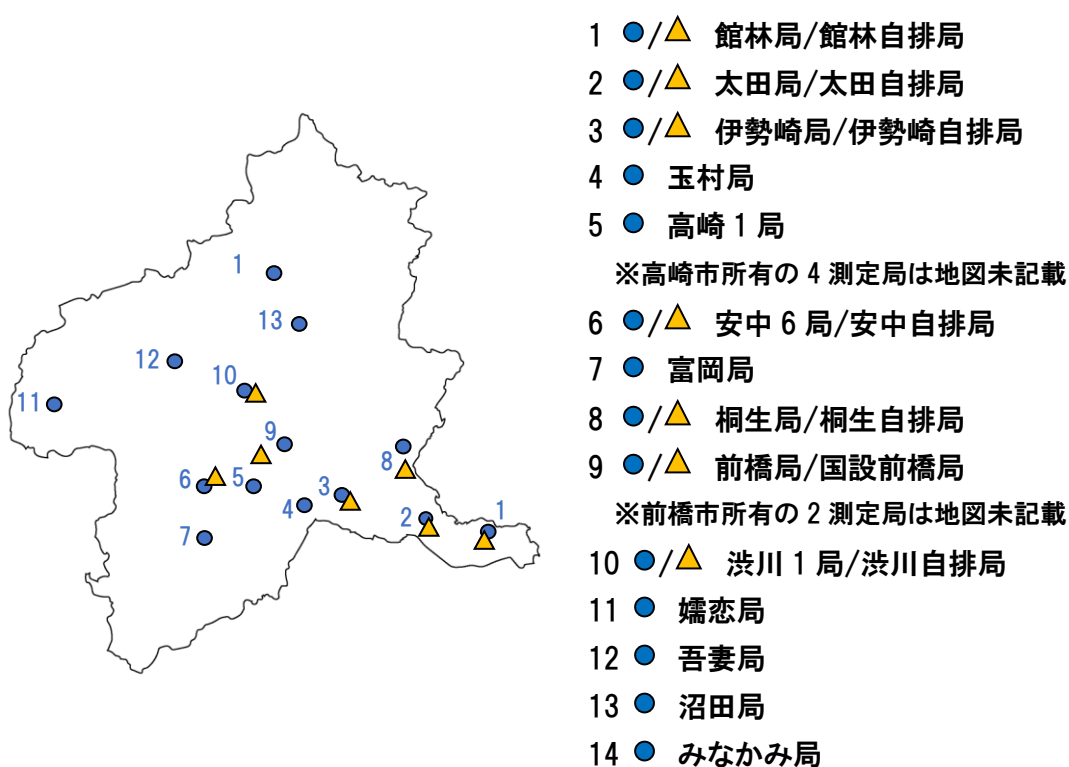 1 ●/▲ 館林局/館林自排局
2 ●/▲ 太田局/太田自排局
3 ●/▲ 伊勢崎局/伊勢崎自排局
4 ● 玉村局
5 ● 高崎1局
※高崎市所有の4測定局は地図未記載
6 ●/▲ 安中6局/安中自排局
7 ● 富岡局
8 ●/▲ 桐生局/桐生自排局
9 ●/▲ 前橋局/国設前橋局
※前橋市所有の2測定局は地図未記載
10 ●/▲ 渋川1局/渋川自排局
11 ● 嬬恋局
12 ● 吾妻局
13 ● 沼田局
14 ● みなかみ局
1
13
12
10
11
9
8
6
5
3
4
2
1
7